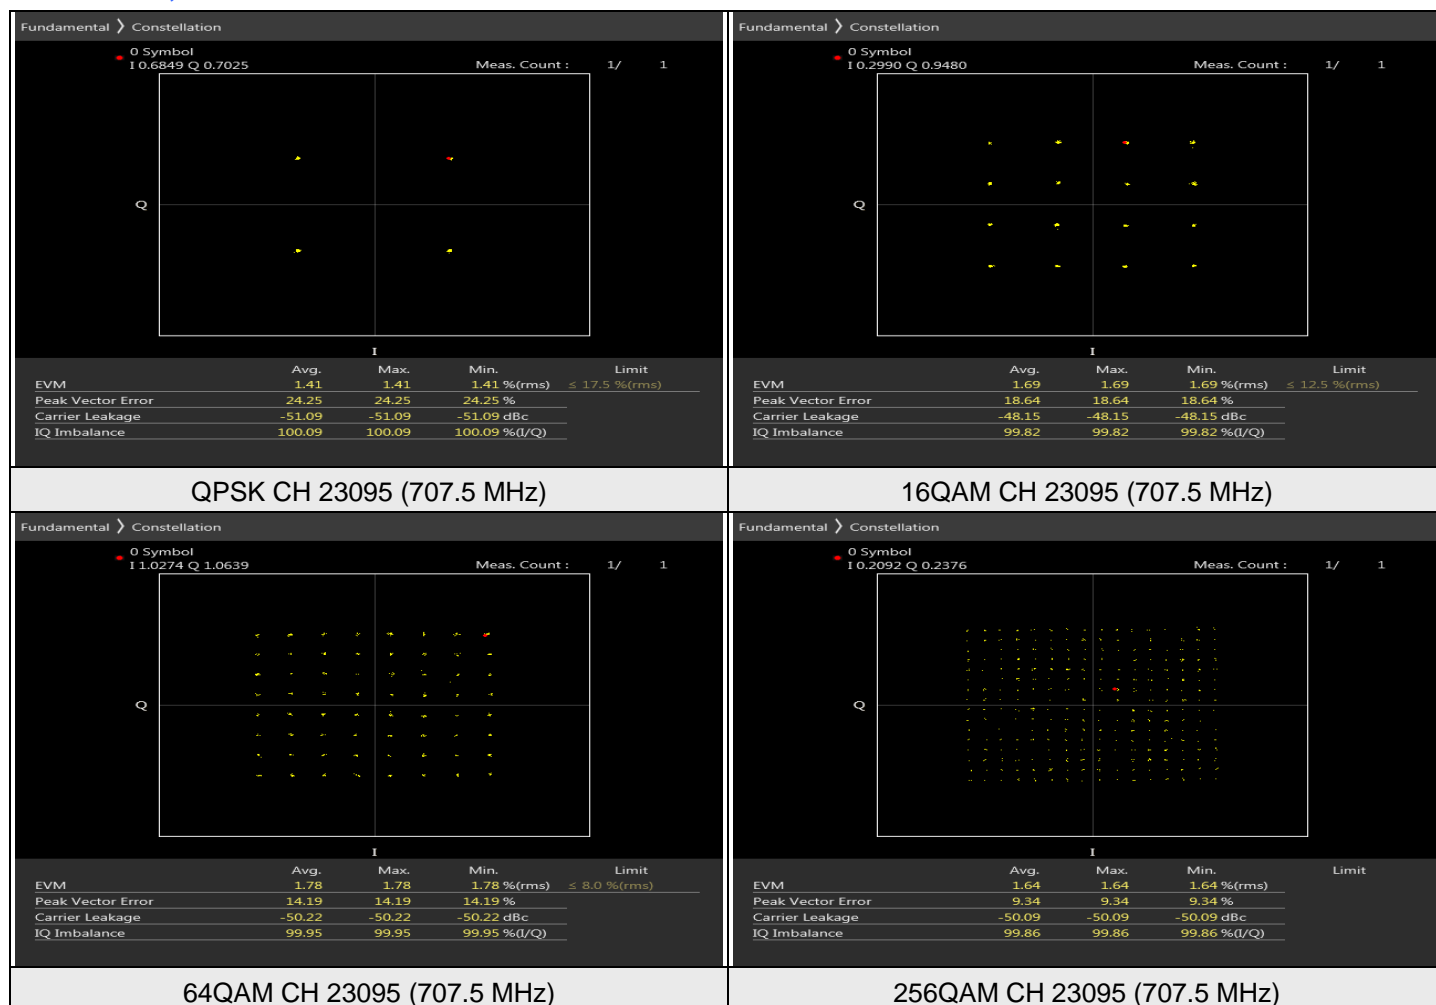 Fundamental ❯ Constellation
0 Symbol
I 0.6849 Q 0.7025 Meas. Count : 1/ 1
Q
I
Avg. Max. Min. Limit
EVM 1.41 1.41 1.41 %(rms) ≤ 17.5 %(rms)
Peak Vector Error 24.25 24.25 24.25 %
Carrier Leakage -51.09 -51.09 -51.09 dBc
IQ Imbalance 100.09 100.09 100.09 %(I/Q)
QPSK CH 23095 (707.5 MHz)
Fundamental ❯ Constellation
0 Symbol
I 0.2990 Q 0.9480 Meas. Count : 1/ 1
Q
I
Avg. Max. Min. Limit
EVM 1.69 1.69 1.69 %(rms) ≤ 12.5 %(rms)
Peak Vector Error 18.64 18.64 18.64 %
Carrier Leakage -48.15 -48.15 -48.15 dBc
IQ Imbalance 99.82 99.82 99.82 %(I/Q)
16QAM CH 23095 (707.5 MHz)
Fundamental ❯ Constellation
0 Symbol
I 1.0274 Q 1.0639 Meas. Count : 1/ 1
Q
I
Avg. Max. Min. Limit
EVM 1.78 1.78 1.78 %(rms) ≤ 8.0 %(rms)
Peak Vector Error 14.19 14.19 14.19 %
Carrier Leakage -50.22 -50.22 -50.22 dBc
IQ Imbalance 99.95 99.95 99.95 %(I/Q)
64QAM CH 23095 (707.5 MHz)
Fundamental ❯ Constellation
0 Symbol
I 0.2092 Q 0.2376 Meas. Count : 1/ 1
Q
I
Avg. Max. Min. Limit
EVM 1.64 1.64 1.64 %(rms)
Peak Vector Error 9.34 9.34 9.34 %
Carrier Leakage -50.09 -50.09 -50.09 dBc
IQ Imbalance 99.86 99.86 99.86 %(I/Q)
256QAM CH 23095 (707.5 MHz)